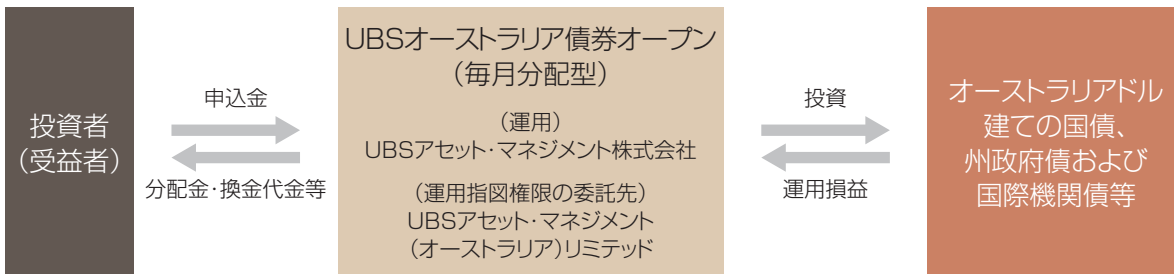 投資者
（受益者）
申込金
分配金・換金代金等
UBSオーストラリア債券オープン
（毎月分配型）
（運用）
UBSアセット・マネジメント株式会社
（運用指図権限の委託先）
UBSアセット・マネジメント
（オーストラリア）リミテッド
投資
運用損益
オーストラリアドル
建ての国債、
州政府債および
国際機関債等